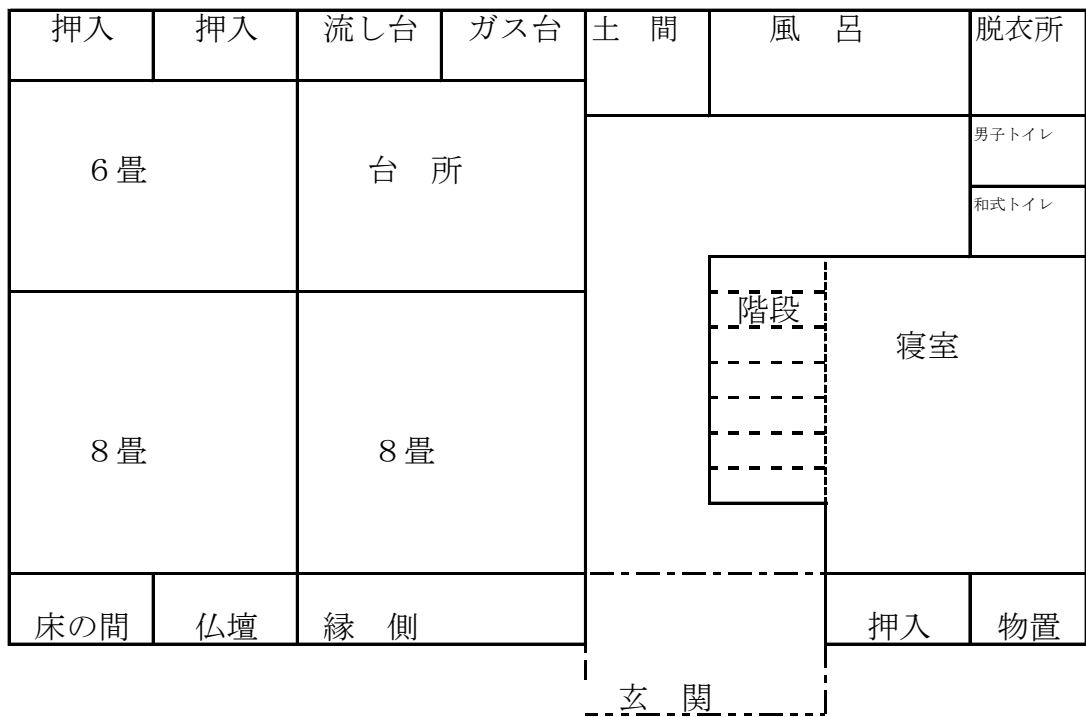 押入 押入 流し台 ガス台 土 間 風 呂 脱衣所
男子トイレ
6畳 台 所
和式トイレ
階段
寝室
8畳 8畳
床の間 仏壇 縁 側 押入 物置
玄 関